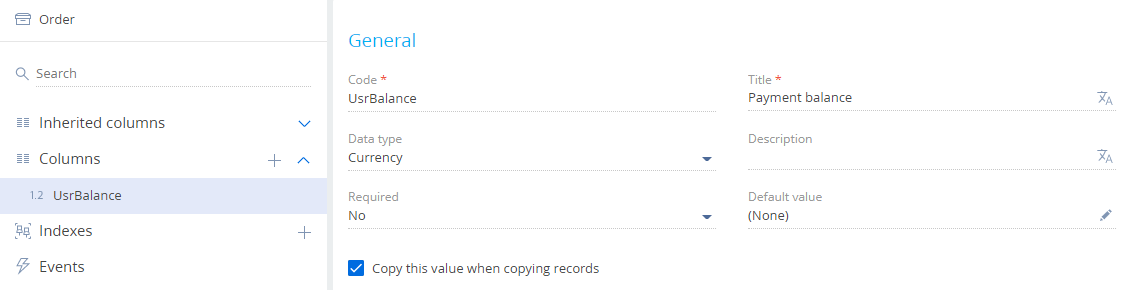 Order
Search
Inherited columns
Columns
1.2 UsrBalance
Indexes
Events
General
Code *
UsrBalance
Title *
Payment balance
Data type
Currency
Description
Required
No
Default value
(None)
Copy this value when copying records